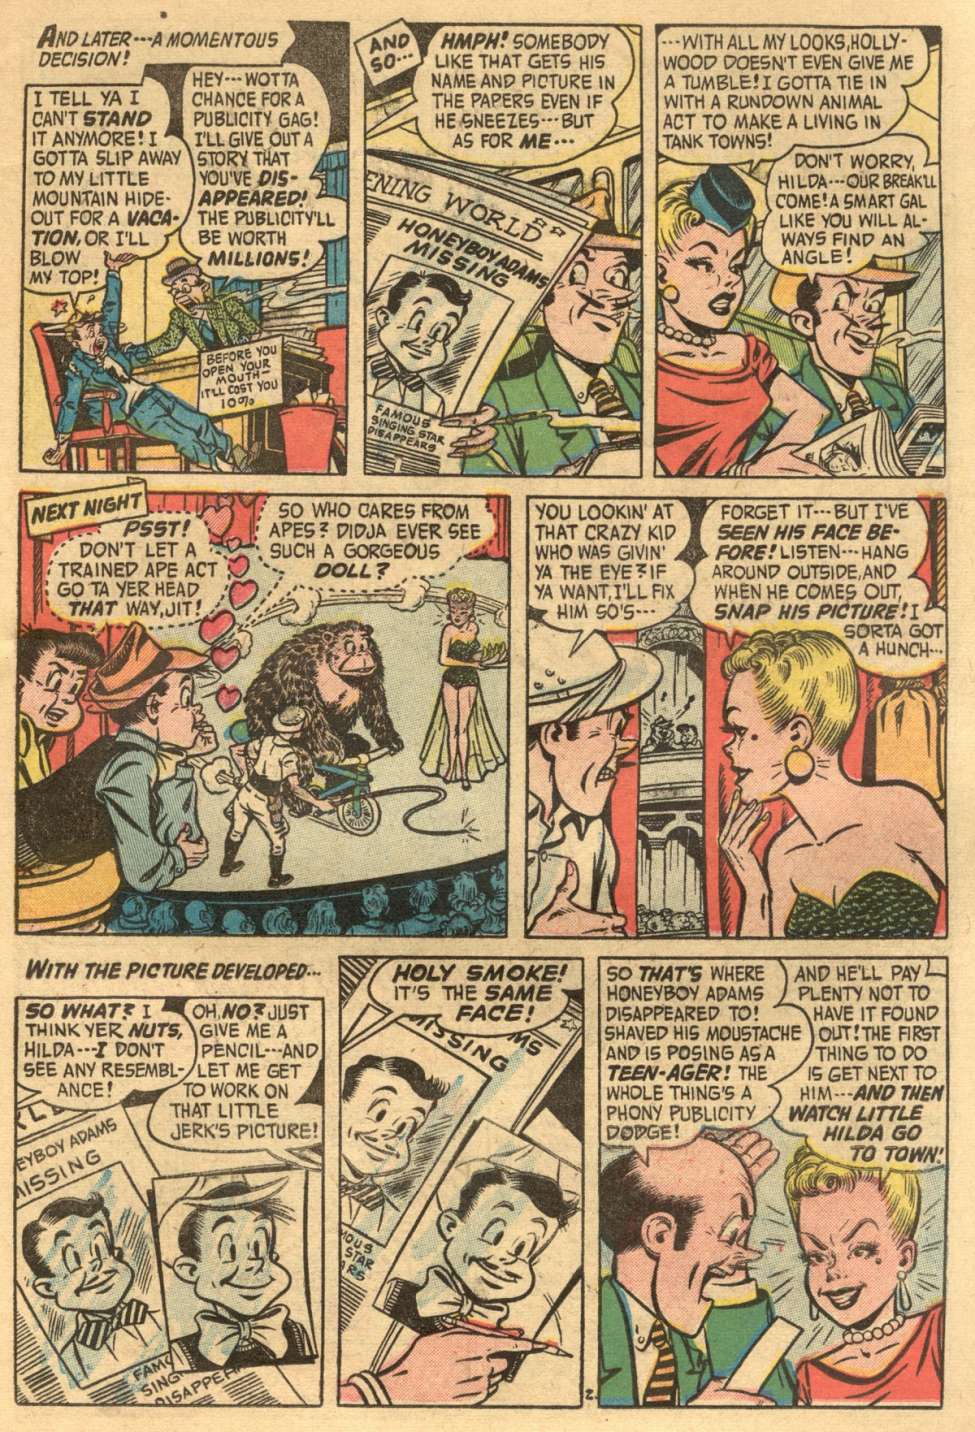 AND LATER---A MOMENTOUS
DECISION!
I TELL YA I
CAN'T STAND
IT ANYMORE! I
GOTTA SLIP AWAY
TO MY LITTLE
MOUNTAIN HIDE-
OUT FOR A VACA-
TION, OR I'LL
BLOW
MY TOP!
HEY---WOTTA
CHANCE FOR A
PUBLICITY GAG!
I'LL GIVE OUT A
STORY THAT
YOU'VE DIS-
APPEARED!
THE PUBLICITY'LL
BE WORTH
MILLIONS!
BEFORE YOU
OPEN YOUR
MOUTH--
IT'LL COST YOU
10%
AND
SO---
HMPH! SOMEBODY
LIKE THAT GETS HIS
NAME AND PICTURE IN
THE PAPERS EVEN IF
HE SNEEZES---BUT
AS FOR ME---
ENING WORLD
HONEYBOY ADAMS
MISSING
FAMOUS
SINGING STAR
DISAPPEARS
---WITH ALL MY LOOKS, HOLLY-
WOOD DOESN'T EVEN GIVE ME
A TUMBLE! I GOTTA TIE IN
WITH A RUNDOWN ANIMAL
ACT TO MAKE A LIVING IN
TANK TOWNS!
DON'T WORRY,
HILDA---OUR BREAK'LL
COME! A SMART GAL
LIKE YOU WILL AL-
WAYS FIND AN
ANGLE!
NEXT NIGHT
PSST!
DON'T LET A
TRAINED APE ACT
GO TA YER HEAD
THAT WAY, JIT!
SO WHO CARES FROM
APES? DIDJA EVER SEE
SUCH A GORGEOUS
DOLL?
YOU LOOKIN' AT
THAT CRAZY KID
WHO WAS GIVIN'
YA THE EYE? IF
YA WANT, I'LL FIX
HIM SO'S---
FORGET IT---BUT I'VE
SEEN HIS FACE BE-
FORE! LISTEN---HANG
AROUND OUTSIDE, AND
WHEN HE COMES OUT,
SNAP HIS PICTURE! I
SORTA GOT
A HUNCH--
WITH THE PICTURE DEVELOPED---
SO WHAT? I
THINK YER NUTS,
HILDA---I DON'T
SEE ANY RESEMBL-
ANCE!
OH, NO? JUST
GIVE ME A
PENCIL---AND
LET ME GET
TO WORK ON
THAT LITTLE
JERK'S PICTURE!
EYBOY ADAMS
MISSING
FAMO
SINGI
DISAPPEAR
HOLY SMOKE!
IT'S THE SAME
FACE!
MISSING
AMS
MOUS
STAR
ARS
SO THAT'S WHERE
HONEYBOY ADAMS
DISAPPEARED TO!
SHAVED HIS MOUSTACHE
AND IS POSING AS A
TEEN-AGER! THE
WHOLE THING'S A
PHONY PUBLICITY
DODGE!
AND HE'LL PAY
PLENTY NOT TO
HAVE IT FOUND
OUT! THE FIRST
THING TO DO
IS GET NEXT TO
HIM---AND THEN
WATCH LITTLE
HILDA GO
TO TOWN!
2